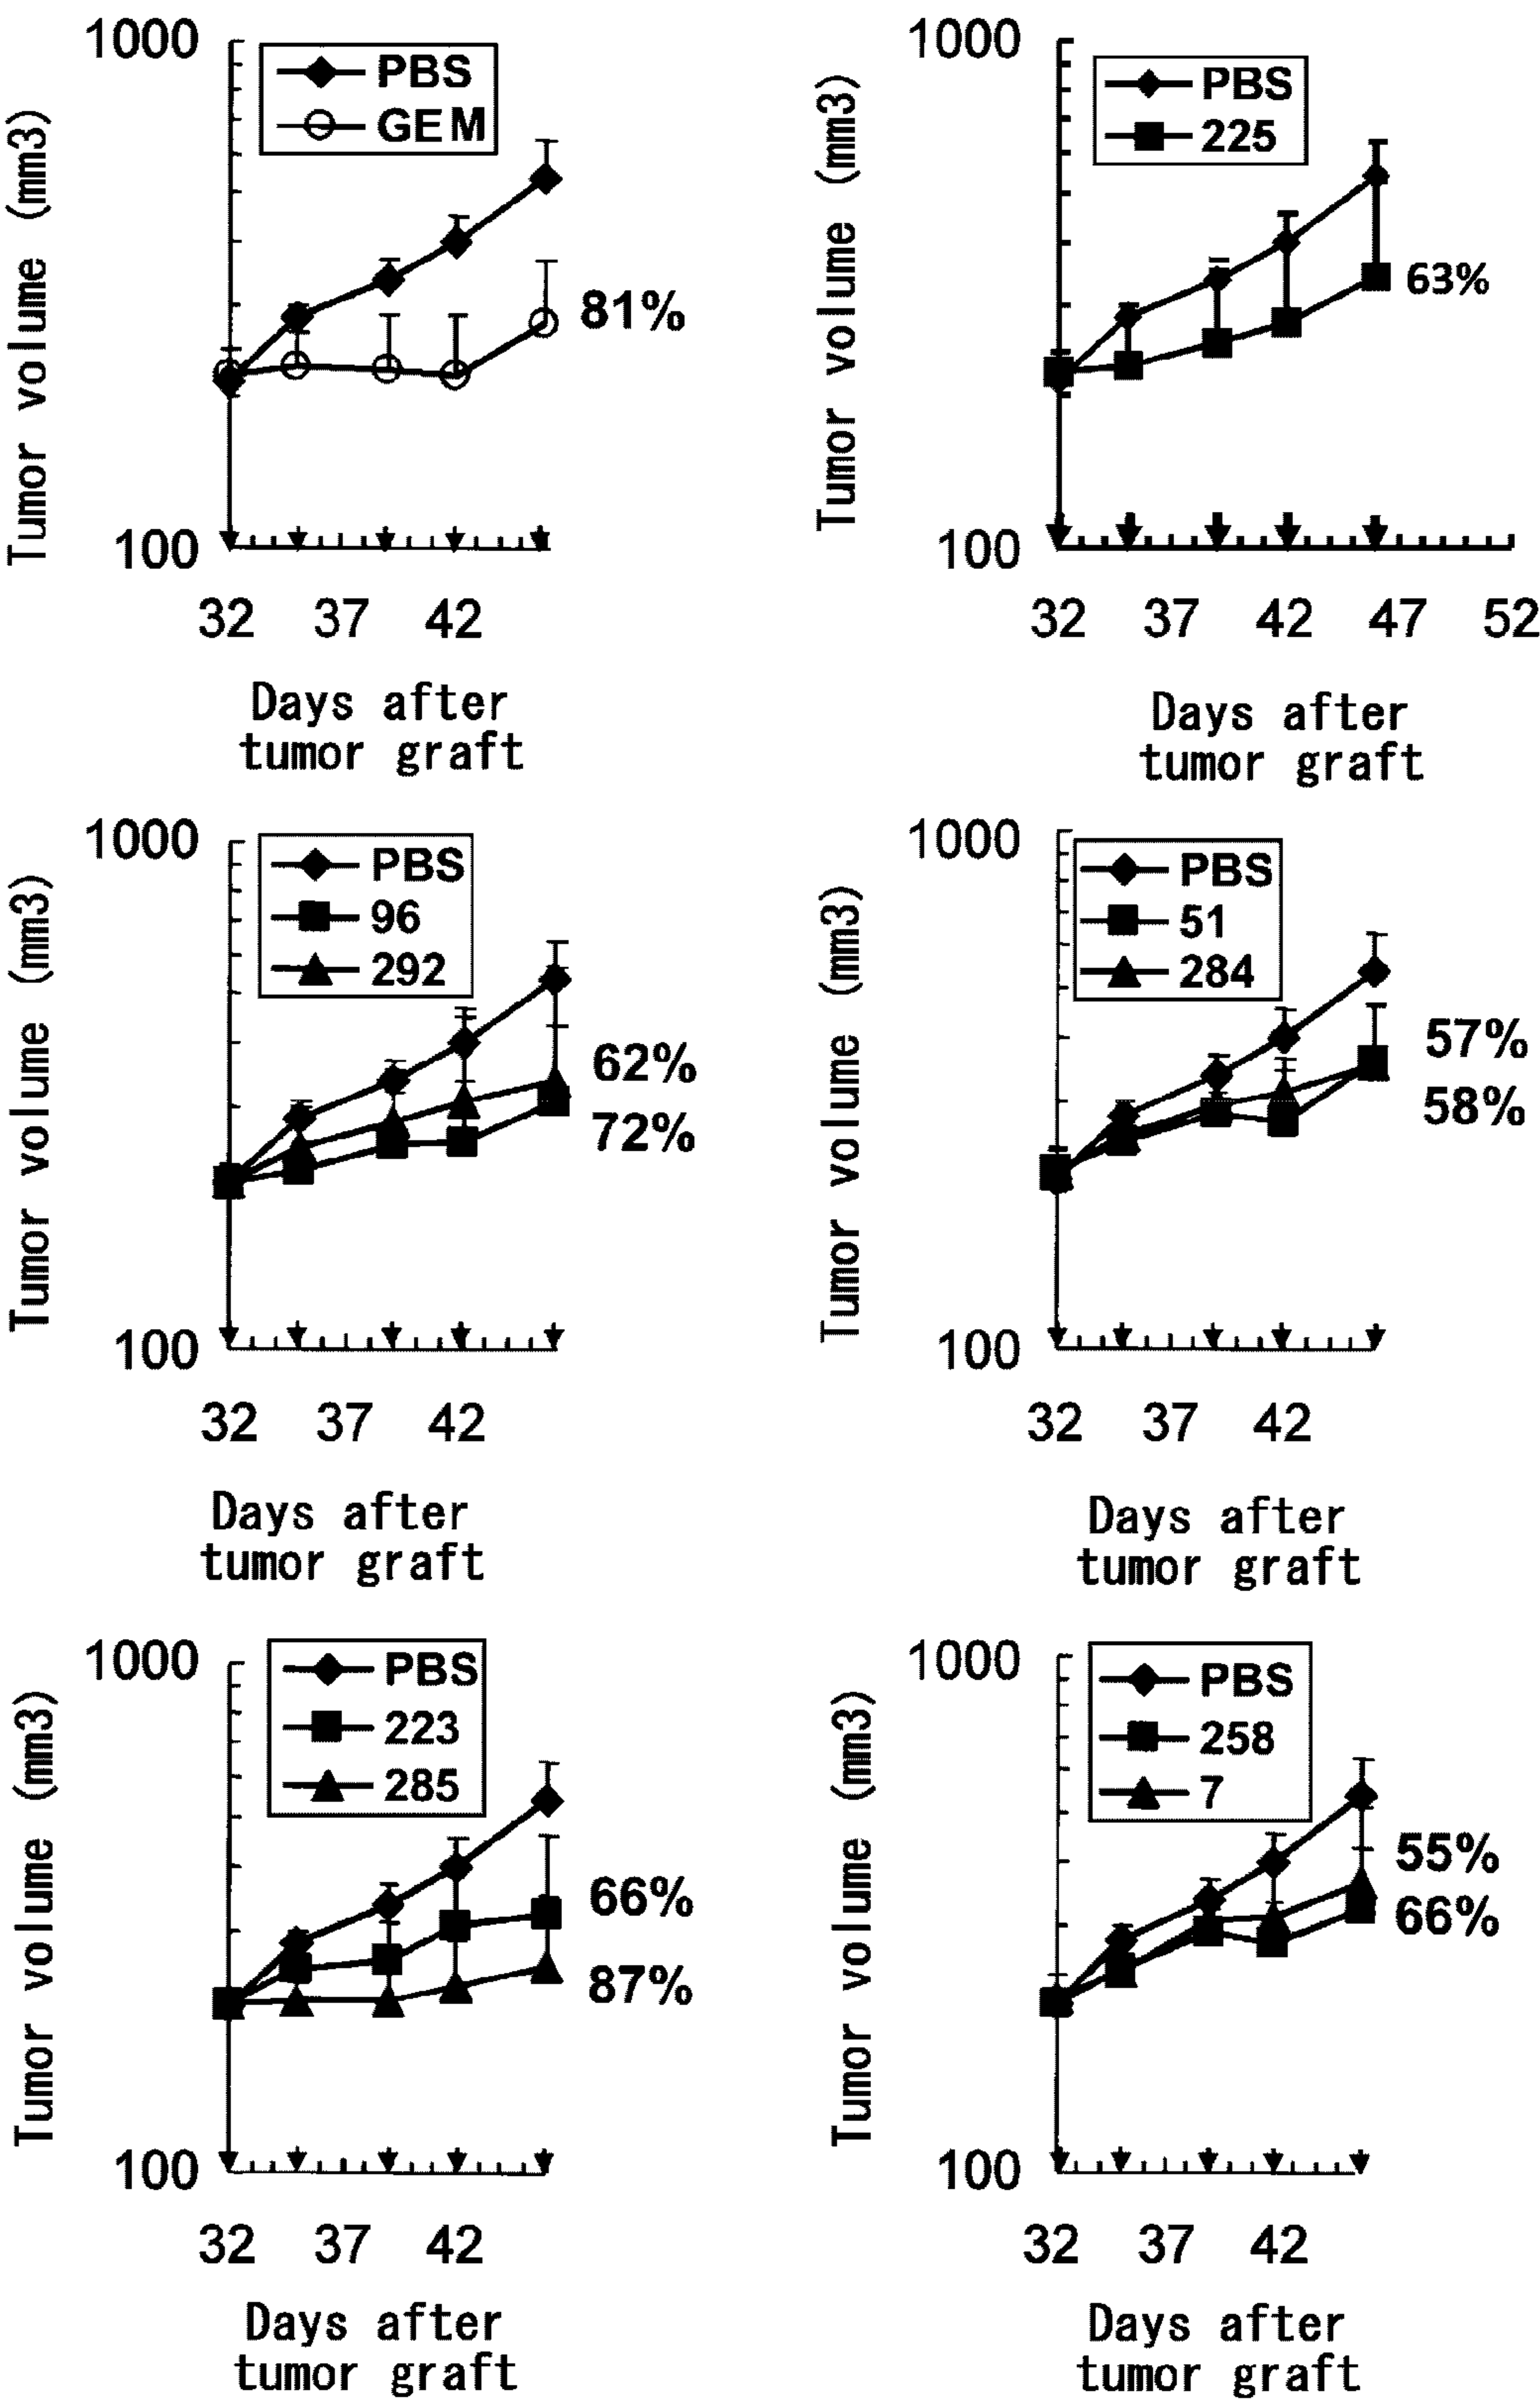 1000
PBS
GEM
Tumor volume (mm3)
81%
100
32 37 42
Days after
tumor graft
1000
PBS
225
Tumor volume (mm3)
63%
100
32 37 42 47 52
Days after
tumor graft
1000
PBS
96
292
Tumor volume (mm3)
62%
72%
100
32 37 42
Days after
tumor graft
1000
PBS
51
284
Tumor volume (mm3)
57%
58%
100
32 37 42
Days after
tumor graft
1000
PBS
223
285
Tumor volume (mm3)
66%
87%
100
32 37 42
Days after
tumor graft
1000
PBS
258
7
Tumor volume (mm3)
55%
66%
100
32 37 42
Days after
tumor graft